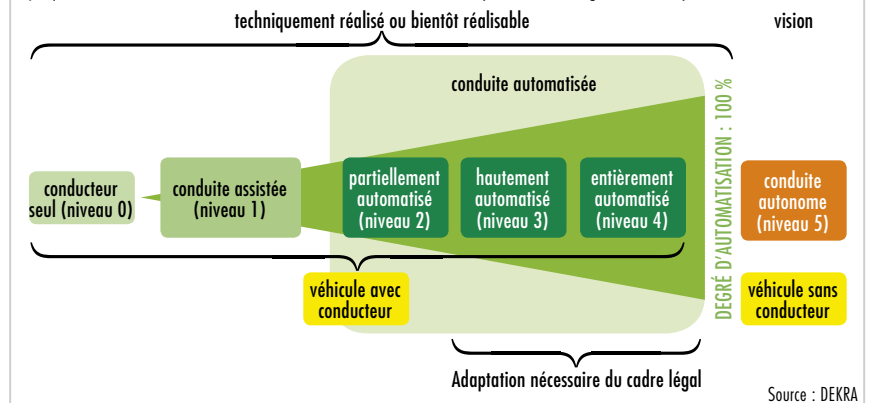 techniquement réalisé ou bientôt réalisable
vision
conduite automatisée
conducteur
seul (niveau 0)
conduite assistée
(niveau 1)
partiellement
automatisé
(niveau 2)
hautement
automatisé
(niveau 3)
entièrement
automatisé
(niveau 4)
DEGRÉ D'AUTOMATISATION : 100 %
conduite
autonome
(niveau 5)
véhicule avec
conducteur
véhicule sans
conducteur
Adaptation nécessaire du cadre légal
Source : DEKRA